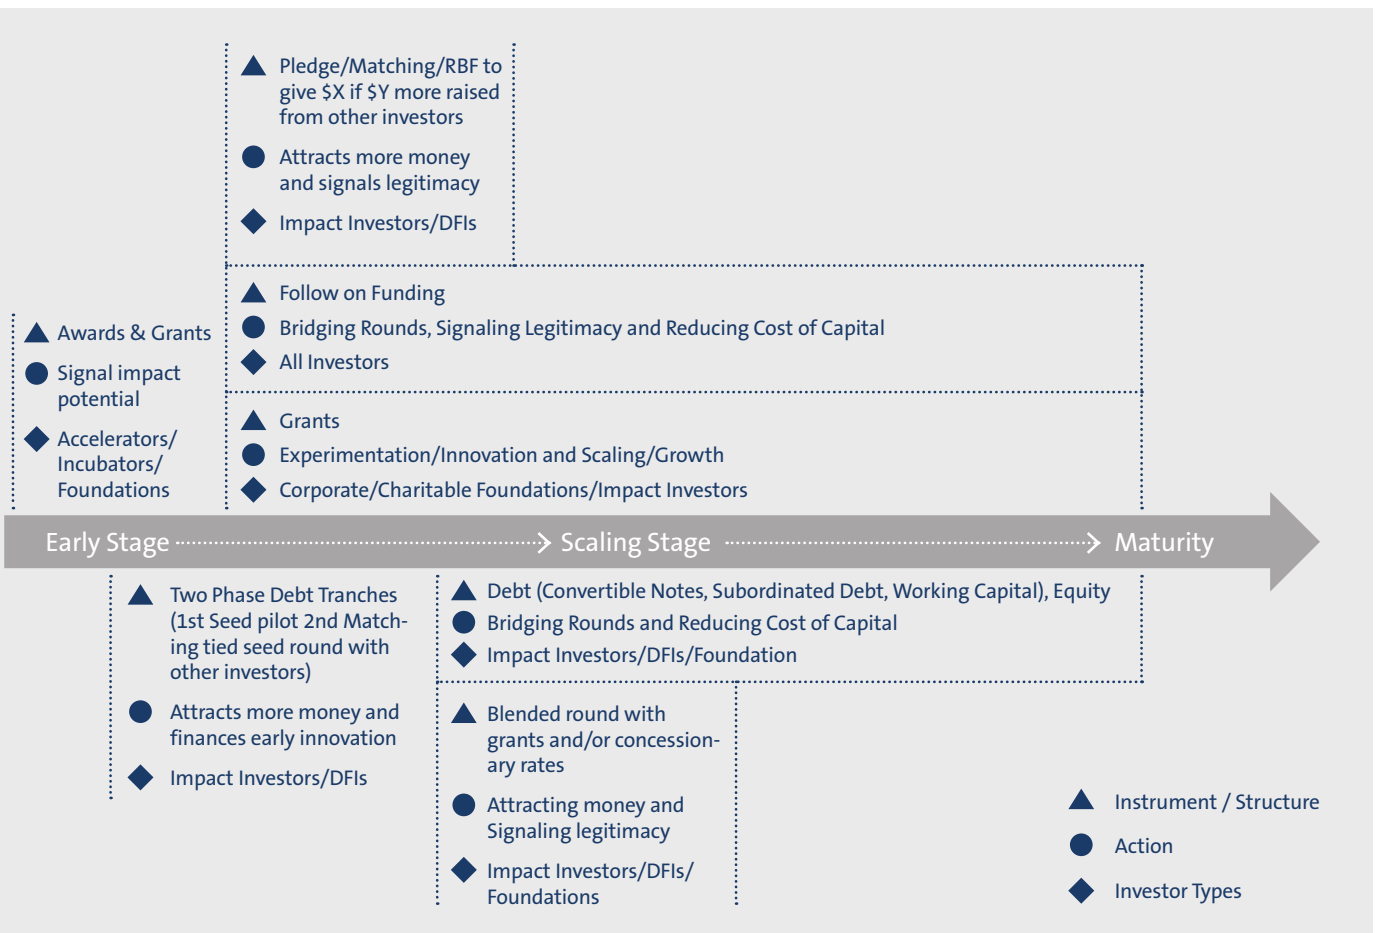 Pledge/Matching/RBF to
give $X if $Y more raised
from other investors
Attracts more money
and signals legitimacy
Impact Investors/DFIs
Follow on Funding
Bridging Rounds, Signaling Legitimacy and Reducing Cost of Capital
All Investors
Awards & Grants
Signal impact
potential
Accelerators/
Incubators/
Foundations
Grants
Experimentation/Innovation and Scaling/Growth
Corporate/Charitable Foundations/Impact Investors
Early Stage
Scaling Stage
Maturity
Two Phase Debt Tranches
(1st Seed pilot 2nd Match-
ing tied seed round with
other investors)
Attracts more money and
finances early innovation
Impact Investors/DFIs
Debt (Convertible Notes, Subordinated Debt, Working Capital), Equity
Bridging Rounds and Reducing Cost of Capital
Impact Investors/DFIs/Foundation
Blended round with
grants and/or concession-
ary rates
Attracting money and
Signaling legitimacy
Impact Investors/DFIs/
Foundations
Instrument / Structure
Action
Investor Types